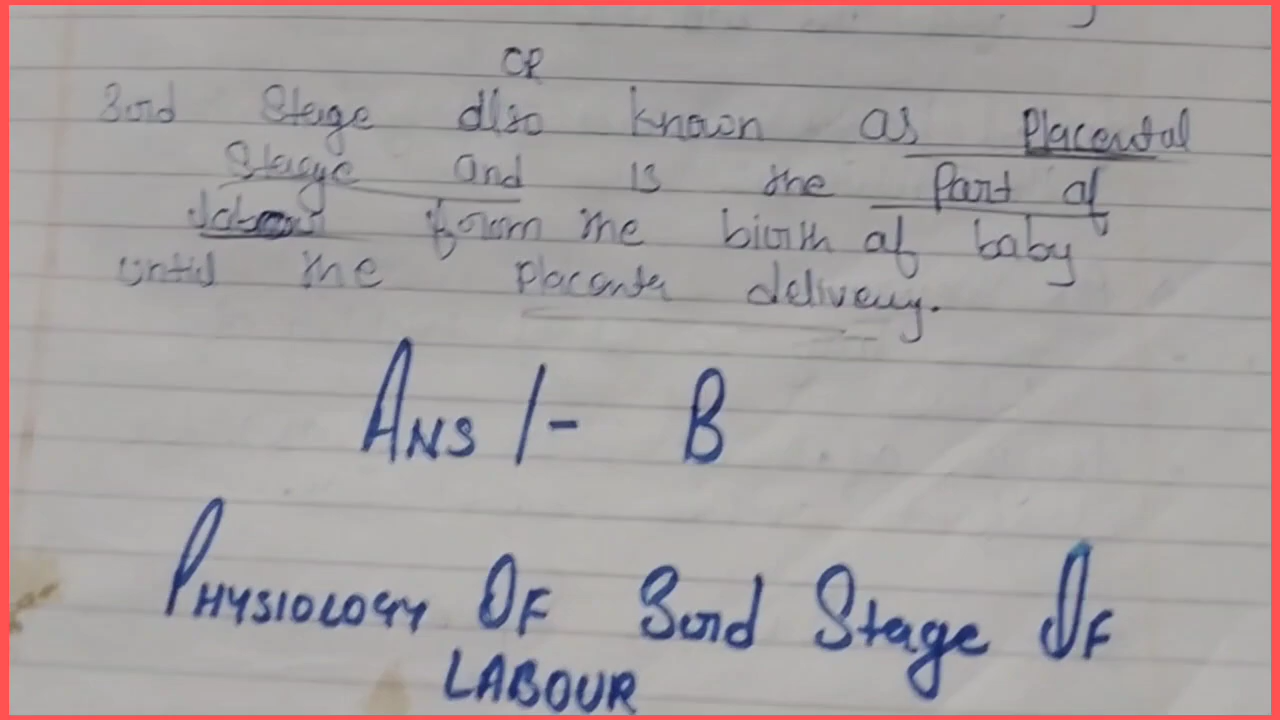 OR
3rd Stage also known as Placental
Stage and is the Part of
labour from the birth of baby
until the placenta delivery.
Ans /- B
PHYSIOLOGY OF 3rd Stage OF
LABOUR